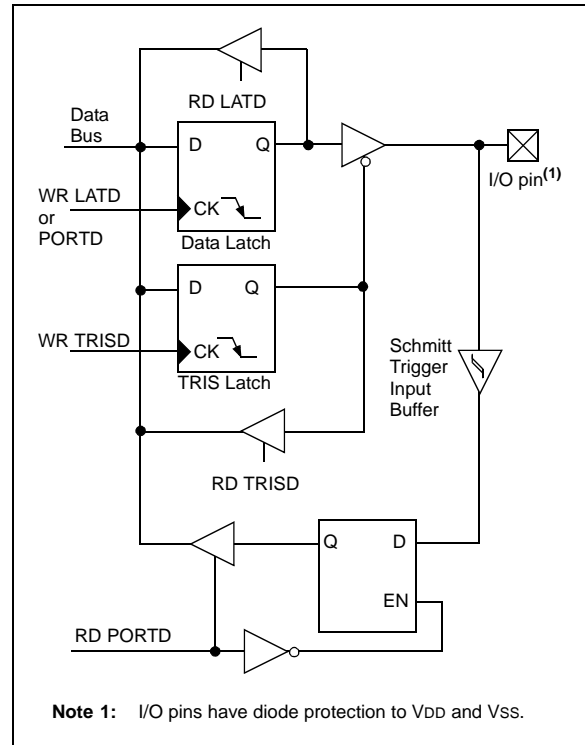 RD LATD
Data
Bus
D Q
I/O pin(1)
WR LATD
or
PORTD
CK
Data Latch
D Q
WR TRISD
CK
TRIS Latch
Schmitt
Trigger
Input
Buffer
RD TRISD
Q D
EN
RD PORTD
Note 1: I/O pins have diode protection to VDD and VSS.